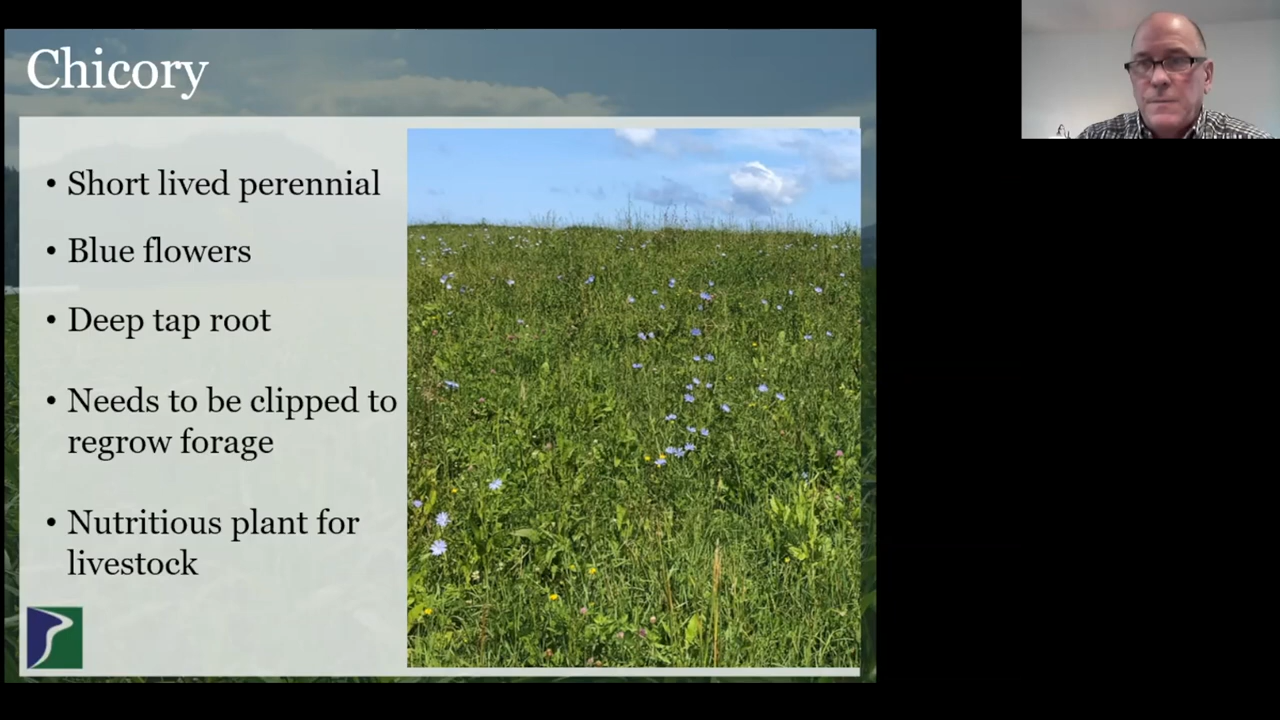 Chicory
• Short lived perennial
• Blue flowers
• Deep tap root
• Needs to be clipped to
regrow forage
• Nutritious plant for
livestock